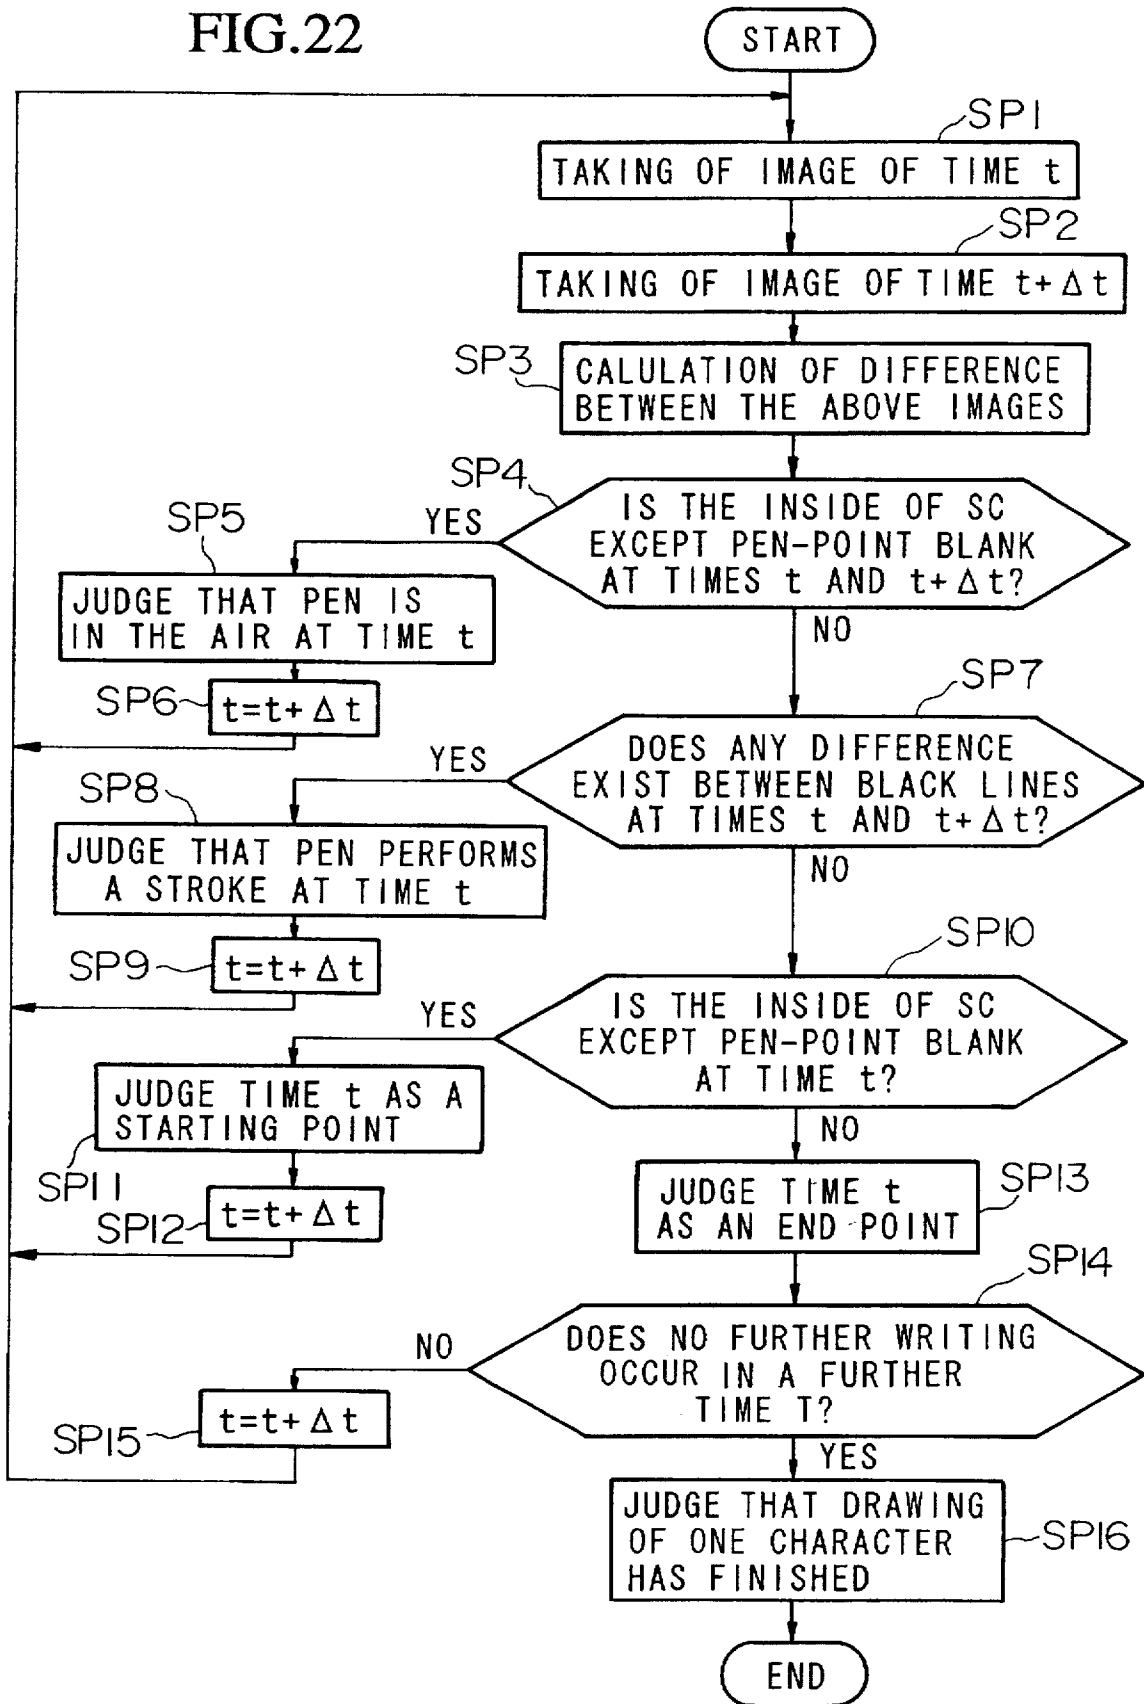 FIG.22
START
SP1
TAKING OF IMAGE OF TIME t
SP2
TAKING OF IMAGE OF TIME t+Δt
SP3
CALULATION OF DIFFERENCE
BETWEEN THE ABOVE IMAGES
SP4
IS THE INSIDE OF SC
EXCEPT PEN-POINT BLANK
AT TIMES t AND t+Δt?
YES
NO
SP5
JUDGE THAT PEN IS
IN THE AIR AT TIME t
SP6
t=t+Δt
SP7
DOES ANY DIFFERENCE
EXIST BETWEEN BLACK LINES
AT TIMES t AND t+Δt?
YES
NO
SP8
JUDGE THAT PEN PERFORMS
A STROKE AT TIME t
SP9
t=t+Δt
SP10
IS THE INSIDE OF SC
EXCEPT PEN-POINT BLANK
AT TIME t?
YES
NO
JUDGE TIME t AS A
STARTING POINT
SP11
SP12
t=t+Δt
SP13
JUDGE TIME t
AS AN END POINT
SP14
DOES NO FURTHER WRITING
OCCUR IN A FURTHER
TIME T?
NO
YES
t=t+Δt
SP15
JUDGE THAT DRAWING
OF ONE CHARACTER
HAS FINISHED
SP16
END